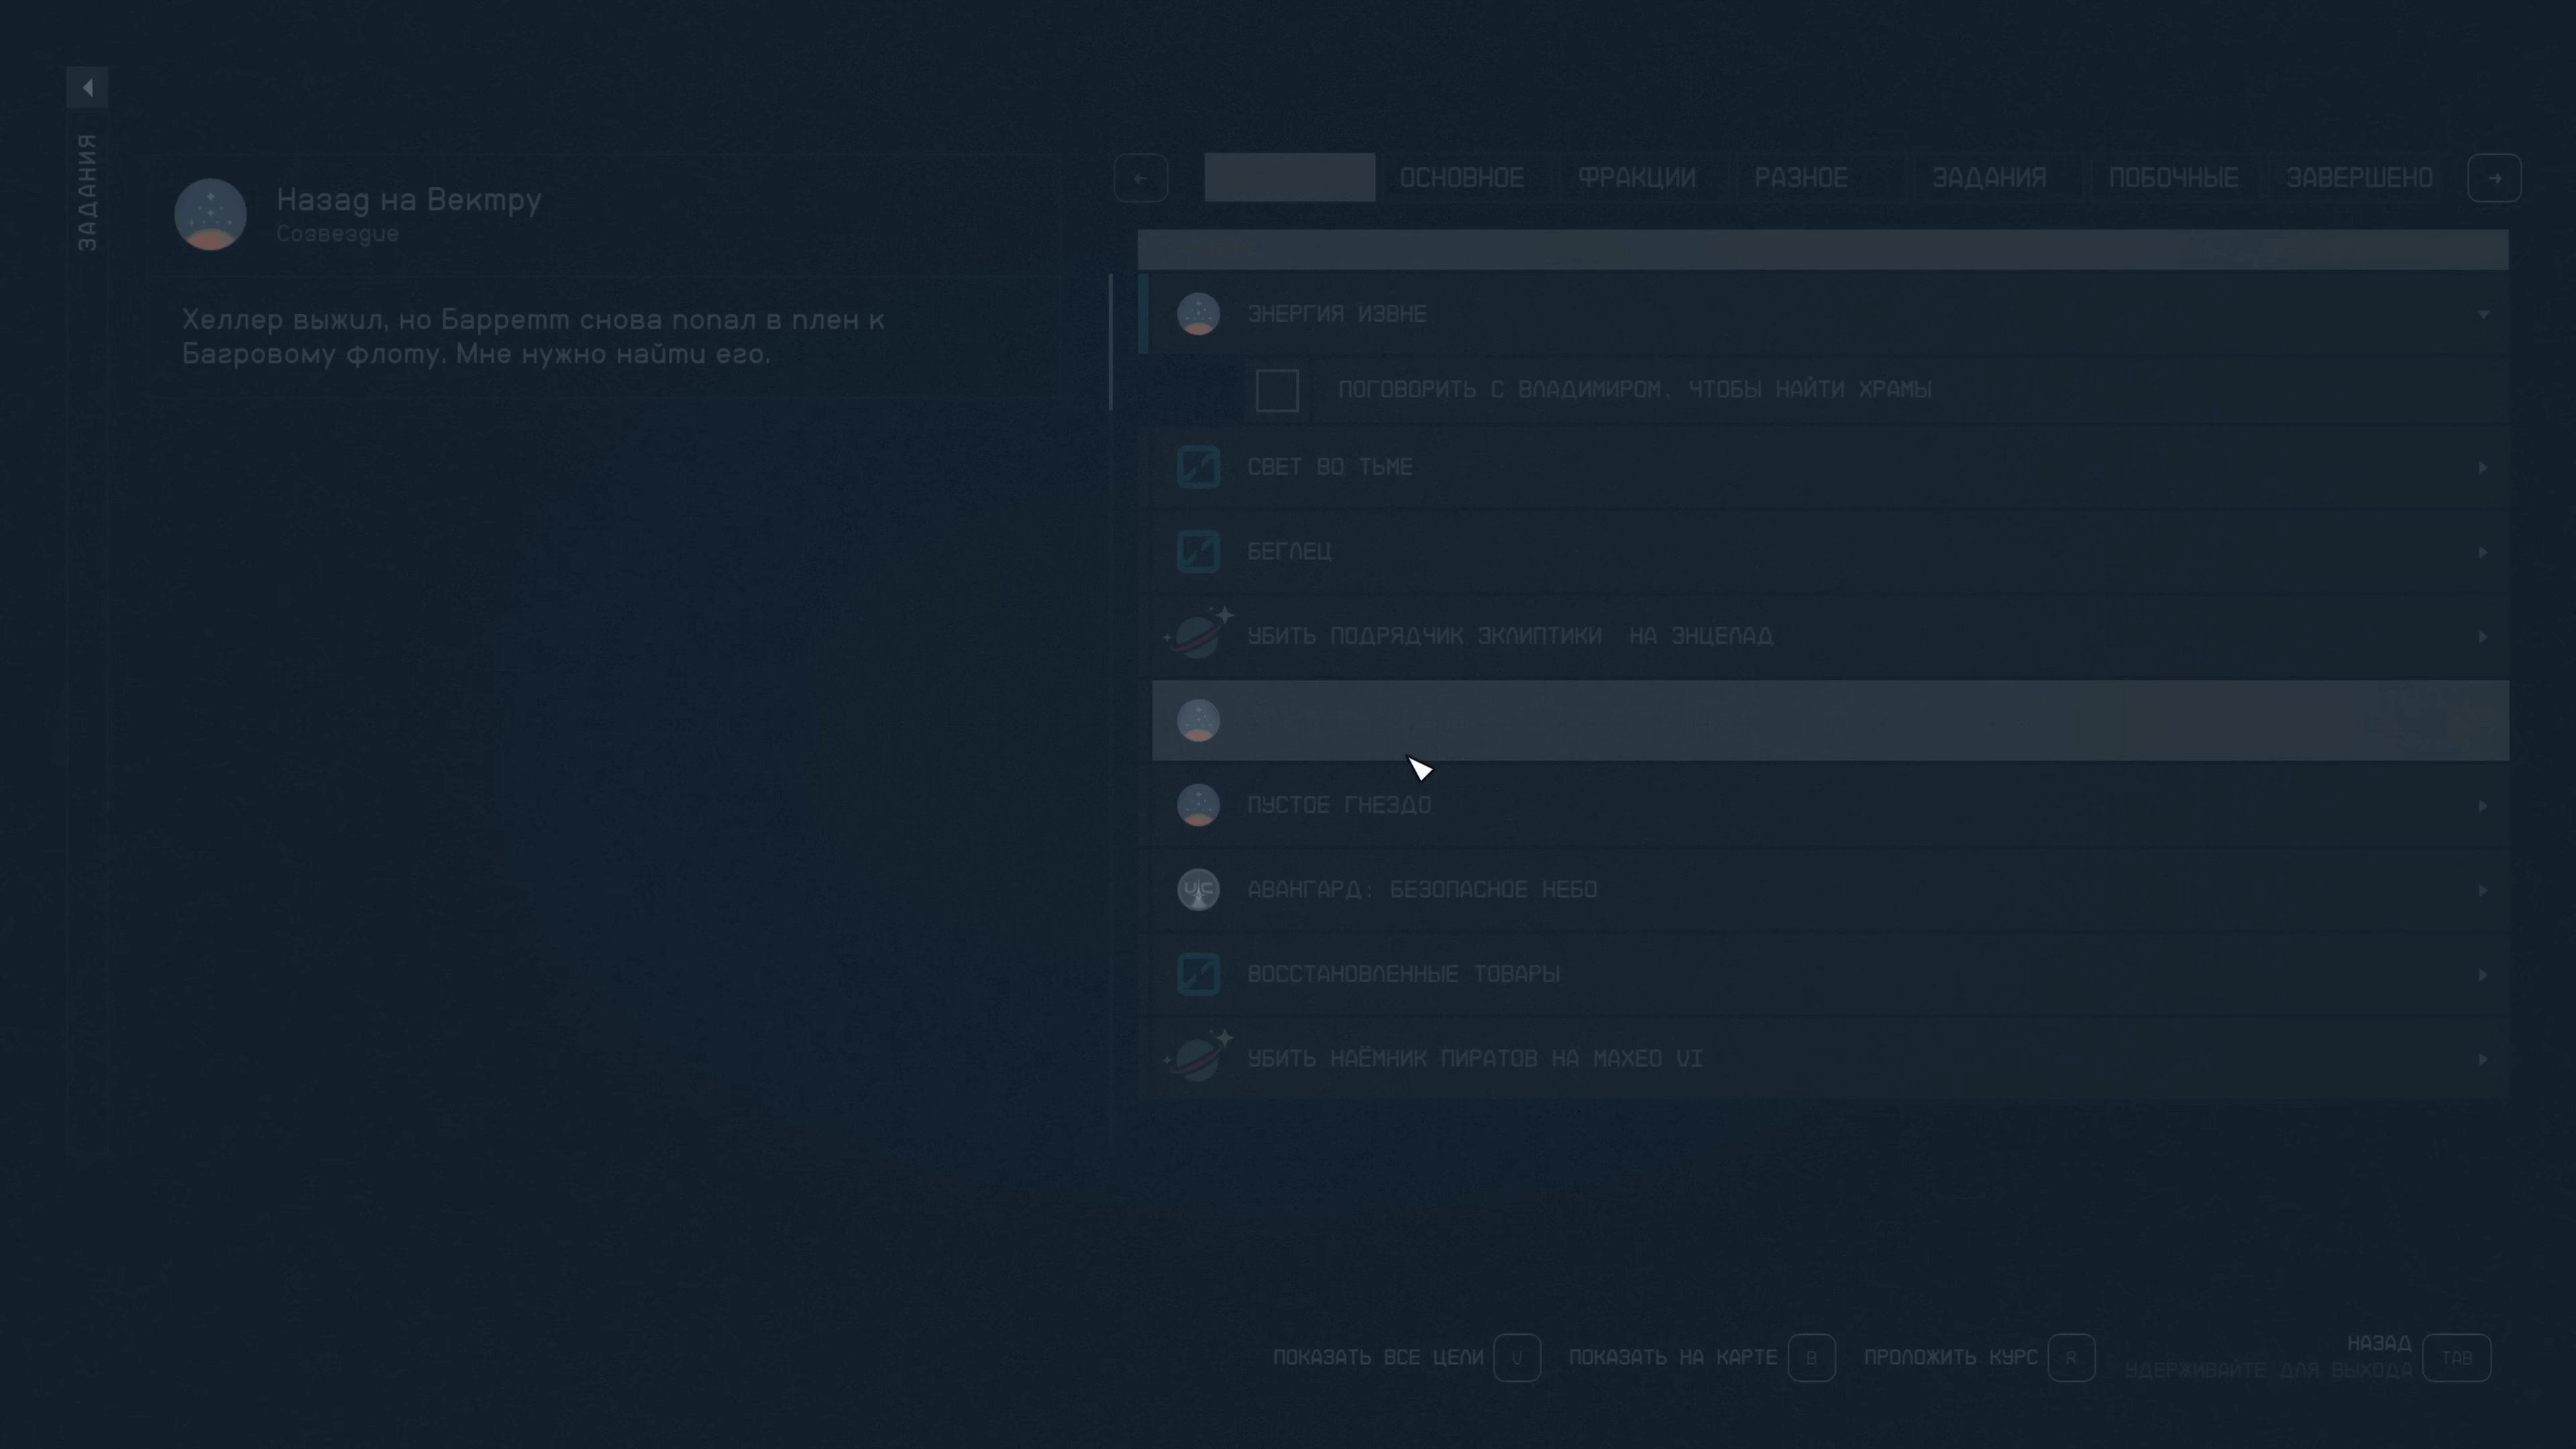 ЗАДАНИЯ
Назад на Вектру
Созвездие
Хеллер выжил, но Барретт снова попал в плен к
Багровому флоту. Мне нужно найти его.
ОСНОВНОЕ
ФРАКЦИИ
РАЗНОЕ
ЗАДАНИЯ
ПОБОЧНЫЕ
ЗАВЕРШЕНО
ЭНЕРГИЯ ИЗВНЕ
ПОГОВОРИТЬ С ВЛАДИМИРОМ, ЧТОБЫ НАЙТИ ХРАМЫ
СВЕТ ВО ТЬМЕ
БЕГЛЕЦ
УБИТЬ ПОДРЯДЧИК ЭКЛИПТИКИ НА ЭНЦЕЛАД
ПУСТОЕ ГНЕЗДО
UC
АВАНГАРД: БЕЗОПАСНОЕ НЕБО
ВОССТАНОВЛЕННЫЕ ТОВАРЫ
УБИТЬ НАЁМНИК ПИРАТОВ НА МАХЕО VI
ПОКАЗАТЬ ВСЕ ЦЕЛИ V
ПОКАЗАТЬ НА КАРТЕ B
ПРОЛОЖИТЬ КУРС R
НАЗАД TAB
УДЕРЖИВАЙТЕ ДЛЯ ВЫХОДА